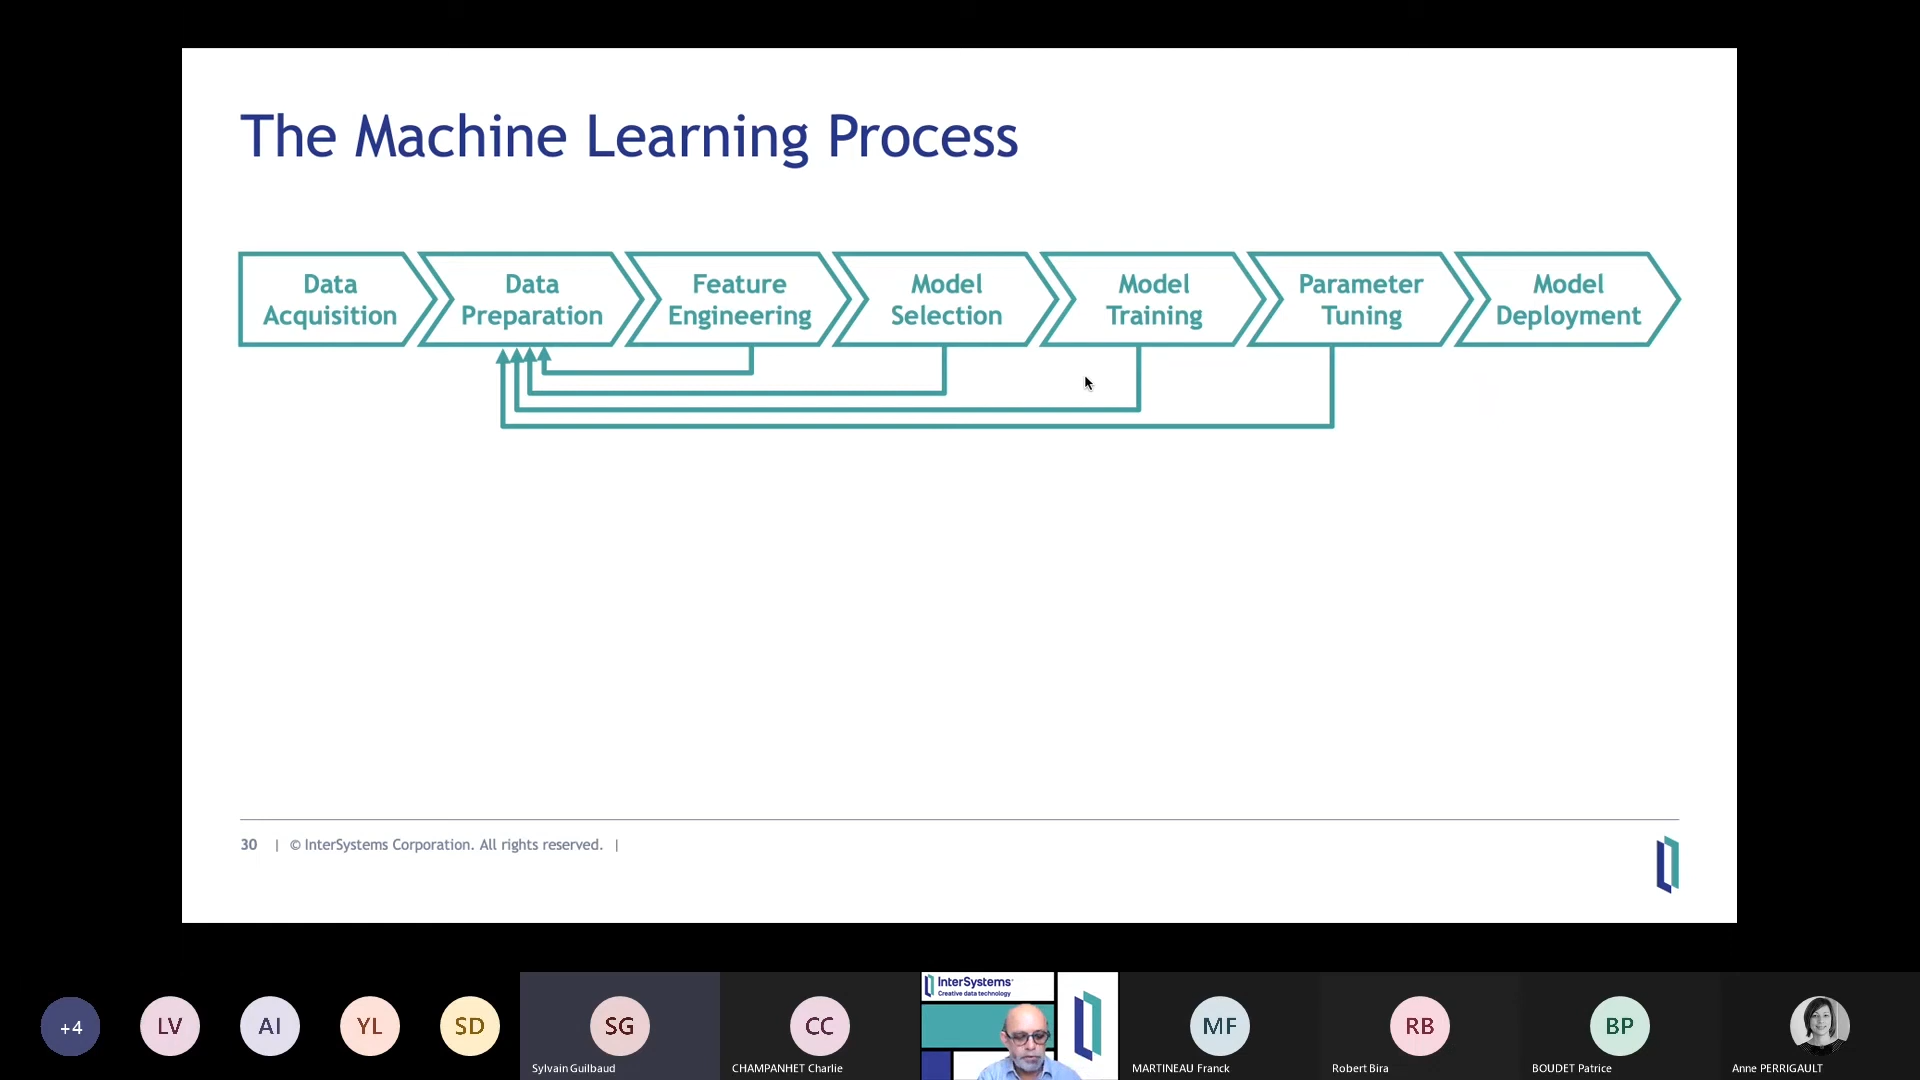 The Machine Learning Process
Data
Acquisition
Data
Preparation
Feature
Engineering
Model
Selection
Model
Training
Parameter
Tuning
Model
Deployment
30 | © InterSystems Corporation. All rights reserved. |
InterSystems
Creative data technology
+4
LV
AI
YL
SD
SG
CC
MF
RB
BP
Sylvain Guilbaud
CHAMPANHET Charlie
MARTINEAU Franck
Robert Bira
BOUDET Patrice
Anne PERRIGAULT